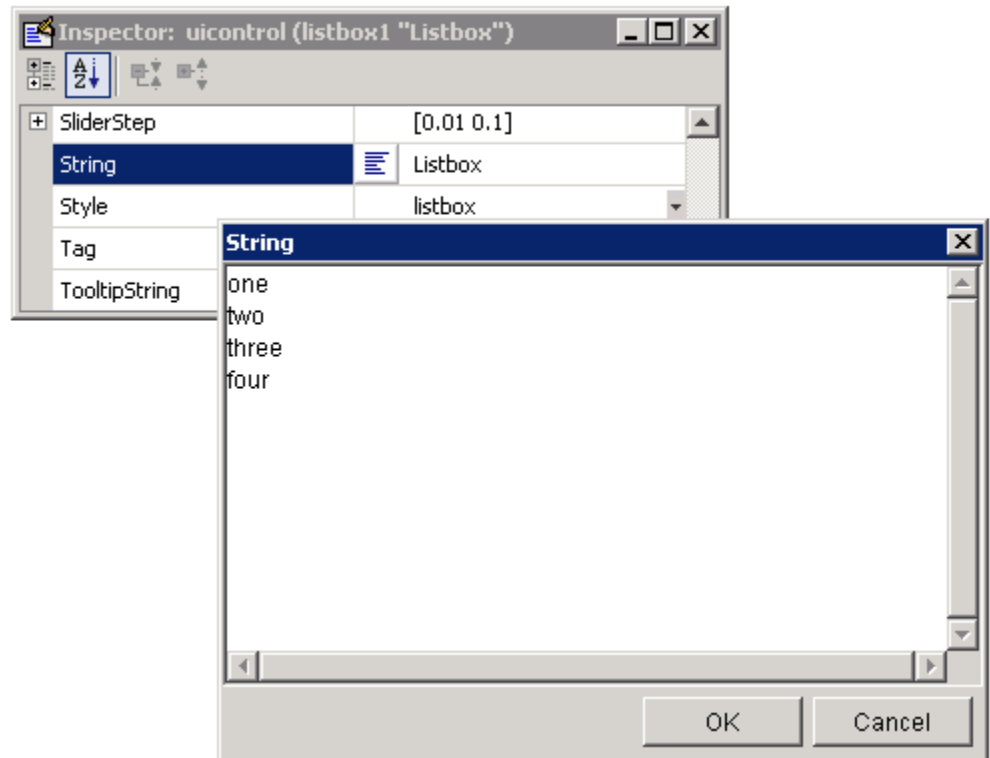 Inspector: uicontrol (listbox1 "Listbox")
SliderStep [0.01 0.1]
String Listbox
Style listbox
Tag
TooltipString
String
one
two
three
four
OK Cancel